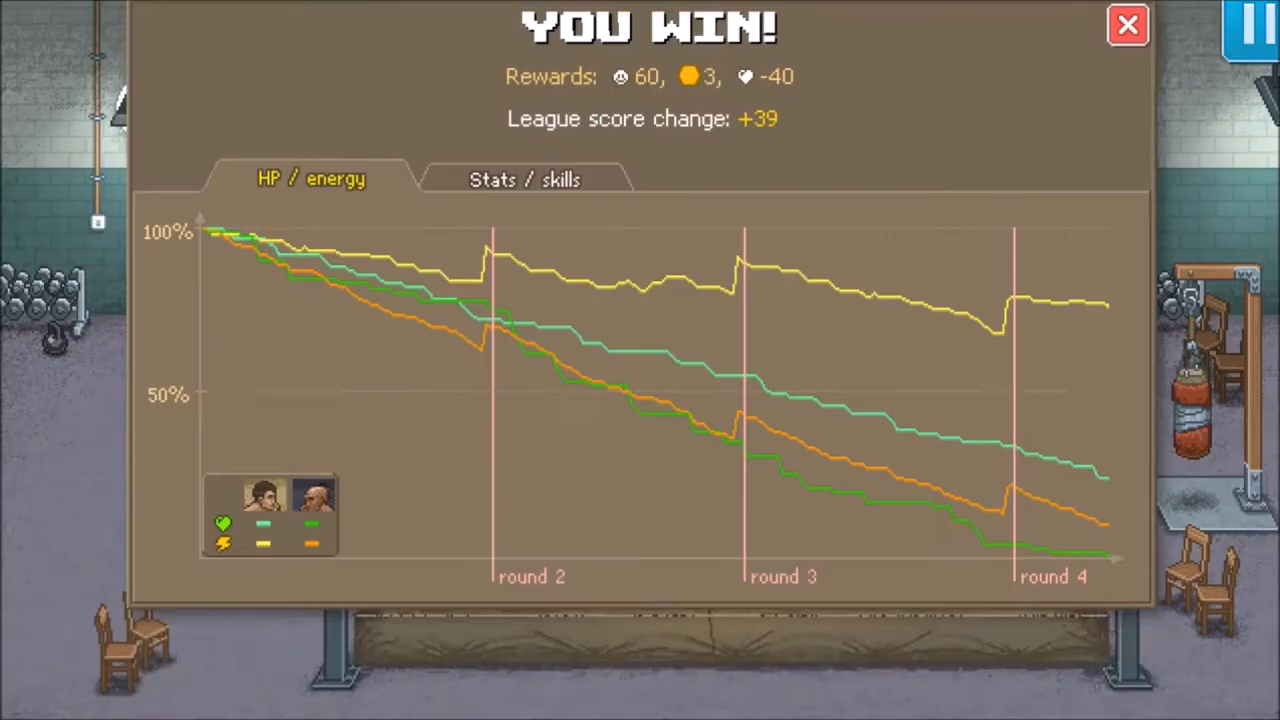 YOU WIN!
Rewards: 60, 3, -40
League score change: +39
HP / energy
Stats / skills
100%
50%
round 2
round 3
round 4